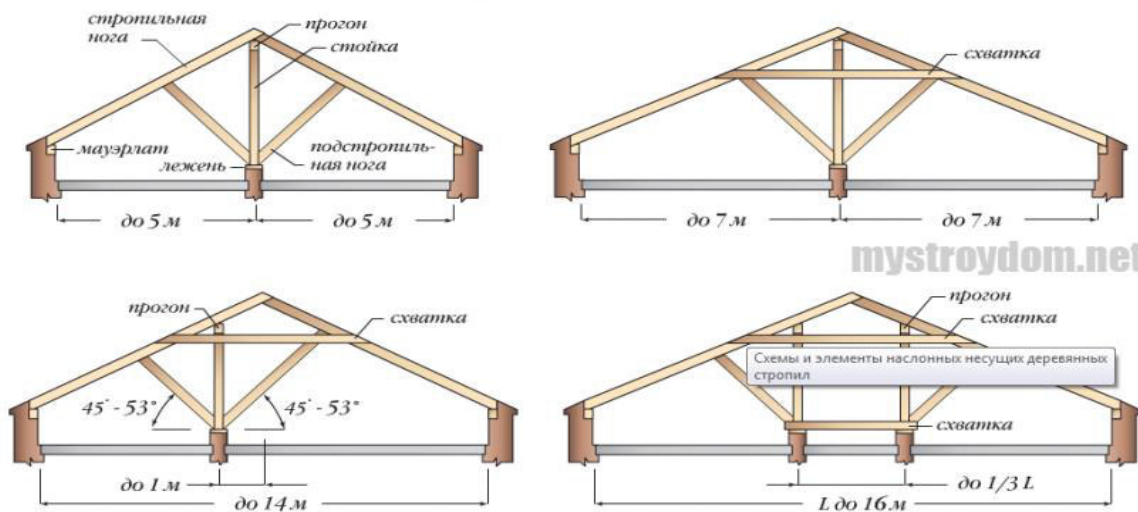 стропильная
нога
прогон
стойка
мауэрлат
лежень
подстропиль-
ная нога
до 5 м
до 5 м
схватка
до 7 м
до 7 м
mystroydom.net
прогон
схватка
45° - 53°
45° - 53°
до 1 м
до 14 м
прогон
схватка
Схемы и элементы наслонных несущих деревянных
стропил
схватка
до 1/3 L
L до 16 м